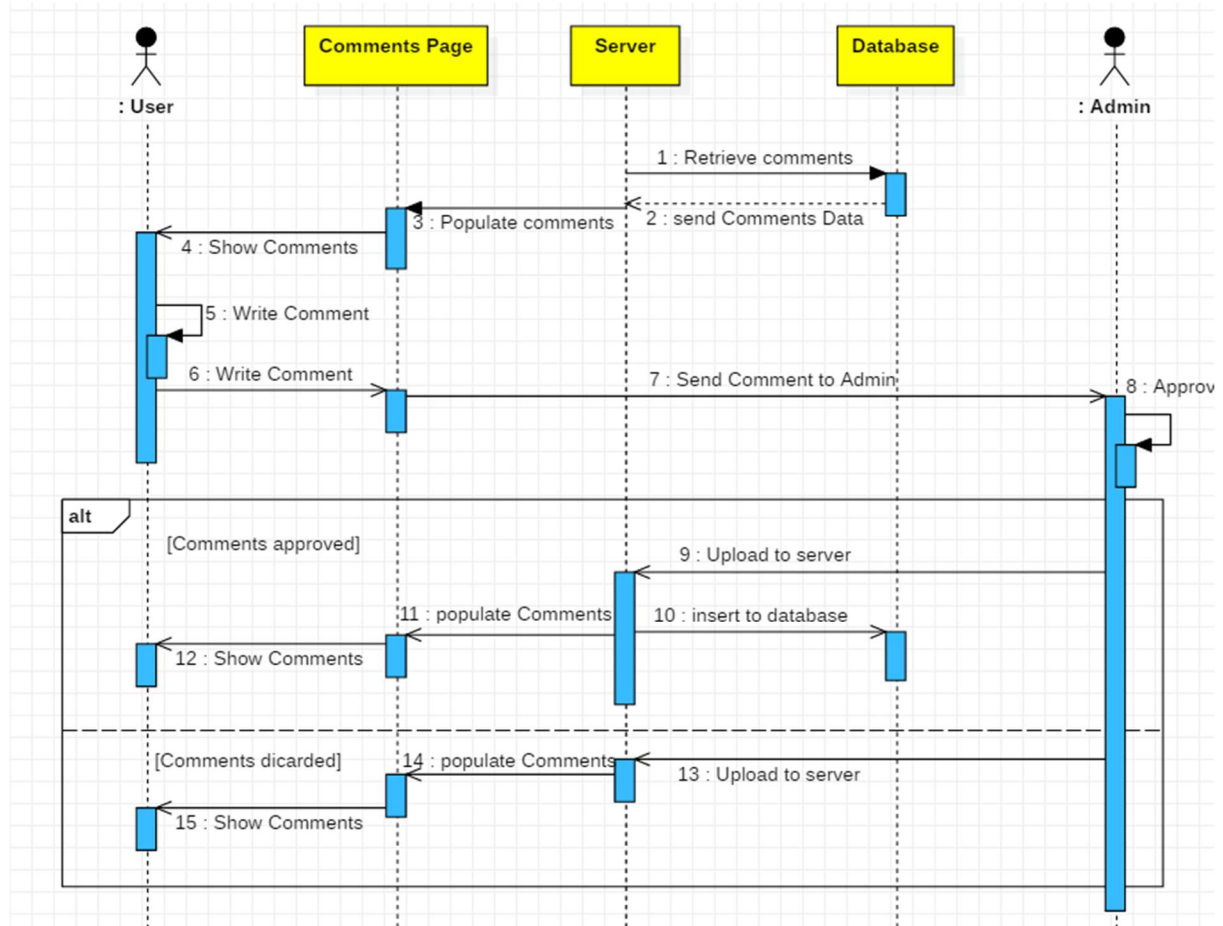 Comments Page
Server
Database
: User
: Admin
1 : Retrieve comments
2 : send Comments Data
3 : Populate comments
4 : Show Comments
5 : Write Comment
6 : Write Comment
7 : Send Comment to Admin
8 : Approv
alt
[Comments approved]
9 : Upload to server
11 : populate Comments
10 : insert to database
12 : Show Comments
[Comments dicarded]
14 : populate Comments
13 : Upload to server
15 : Show Comments